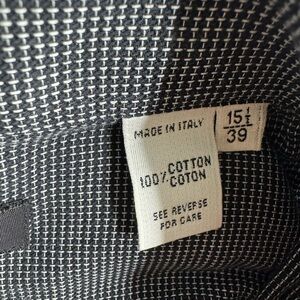 MADE IN ITALY
15½
39
100% COTTON
COTON
SEE REVERSE
FOR CARE